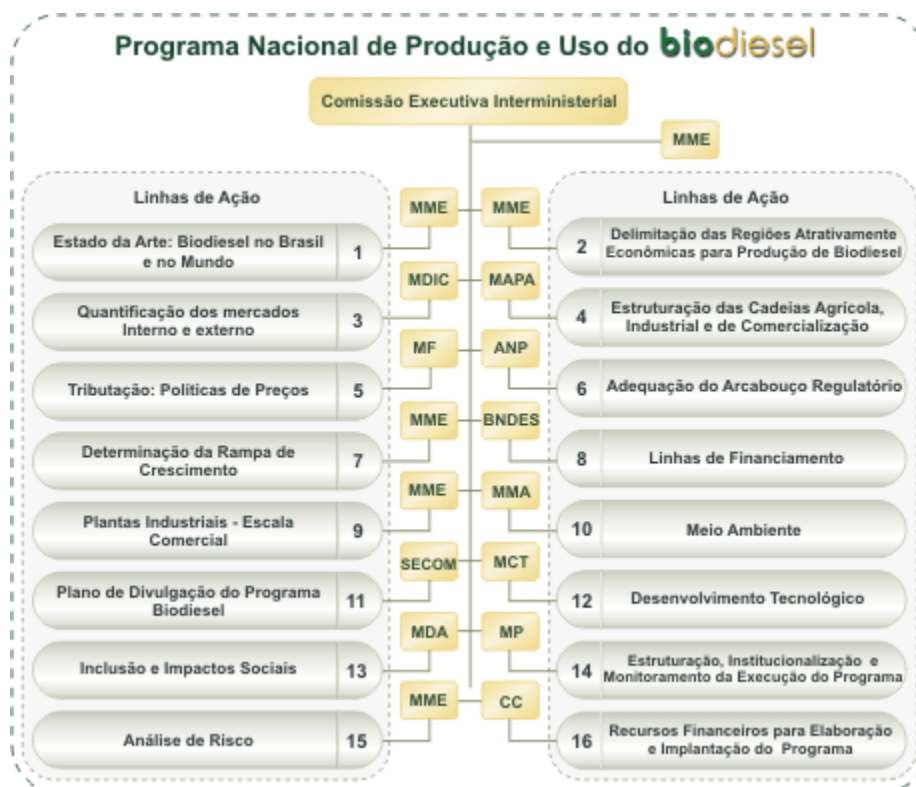 Programa Nacional de Produção e Uso do biodiesel
Comissão Executiva Interministerial
MME
Linhas de Ação
MME
Estado da Arte: Biodiesel no Brasil
e no Mundo
1
MDIC
Quantificação dos mercados
Interno e externo
3
MF
Tributação: Políticas de Preços
5
MME
Determinação da Rampa de
Crescimento
7
MME
Plantas Industriais - Escala
Comercial
9
SECOM
Plano de Divulgação do Programa
Biodiesel
11
MDA
Inclusão e Impactos Sociais
13
MME
Análise de Risco
15
Linhas de Ação
MME
2
Delimitação das Regiões Atrativamente
Econômicas para Produção de Biodiesel
MAPA
4
Estruturação das Cadeias Agrícola,
Industrial e de Comercialização
ANP
6
Adequação do Arcabouço Regulatório
BNDES
8
Linhas de Financiamento
MMA
10
Meio Ambiente
MCT
12
Desenvolvimento Tecnológico
MP
14
Estruturação, Institucionalização e
Monitoramento da Execução do Programa
CC
16
Recursos Financeiros para Elaboração
e Implantação do Programa